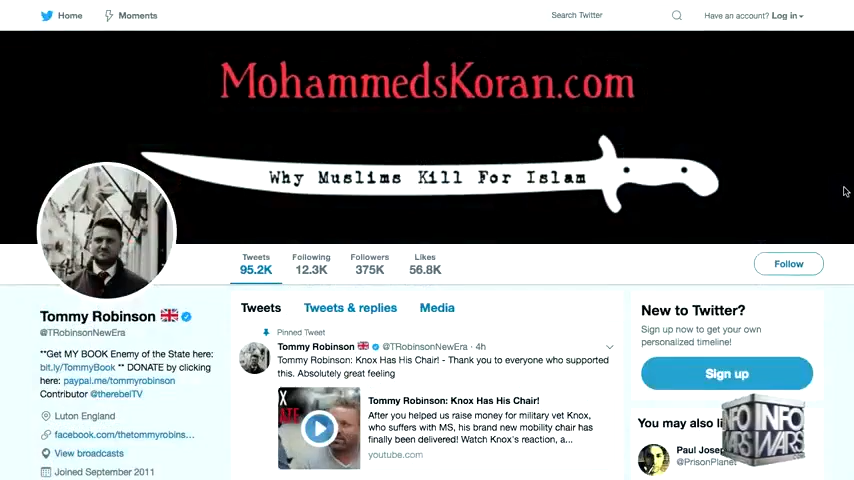 Home
Moments
Search Twitter
Have an account? Log in
MohammedsKoran.com
Why Muslims Kill For Islam
Tweets
95.2K
Following
12.3K
Followers
375K
Likes
56.8K
Follow
Tommy Robinson
@TRobinsonNewEra
**Get MY BOOK Enemy of the State here:
bit.ly/TommyBook ** DONATE by clicking
here: paypal.me/tommyrobinson
Contributor @therebelTV
Luton England
facebook.com/thetommyrobins...
View broadcasts
Joined September 2011
Tweets
Tweets & replies
Media
Pinned Tweet
Tommy Robinson @TRobinsonNewEra · 4h
Tommy Robinson: Knox Has His Chair! - Thank you to everyone who supported
this. Absolutely great feeling
Tommy Robinson: Knox Has His Chair!
After you helped us raise money for military vet Knox,
who suffers with MS, his brand new mobility chair has
finally been delivered! Watch Knox's reaction, a...
youtube.com
New to Twitter?
Sign up now to get your own
personalized timeline!
Sign up
You may also li
Paul Josep
@PrisonPlanet
INFO
WARS